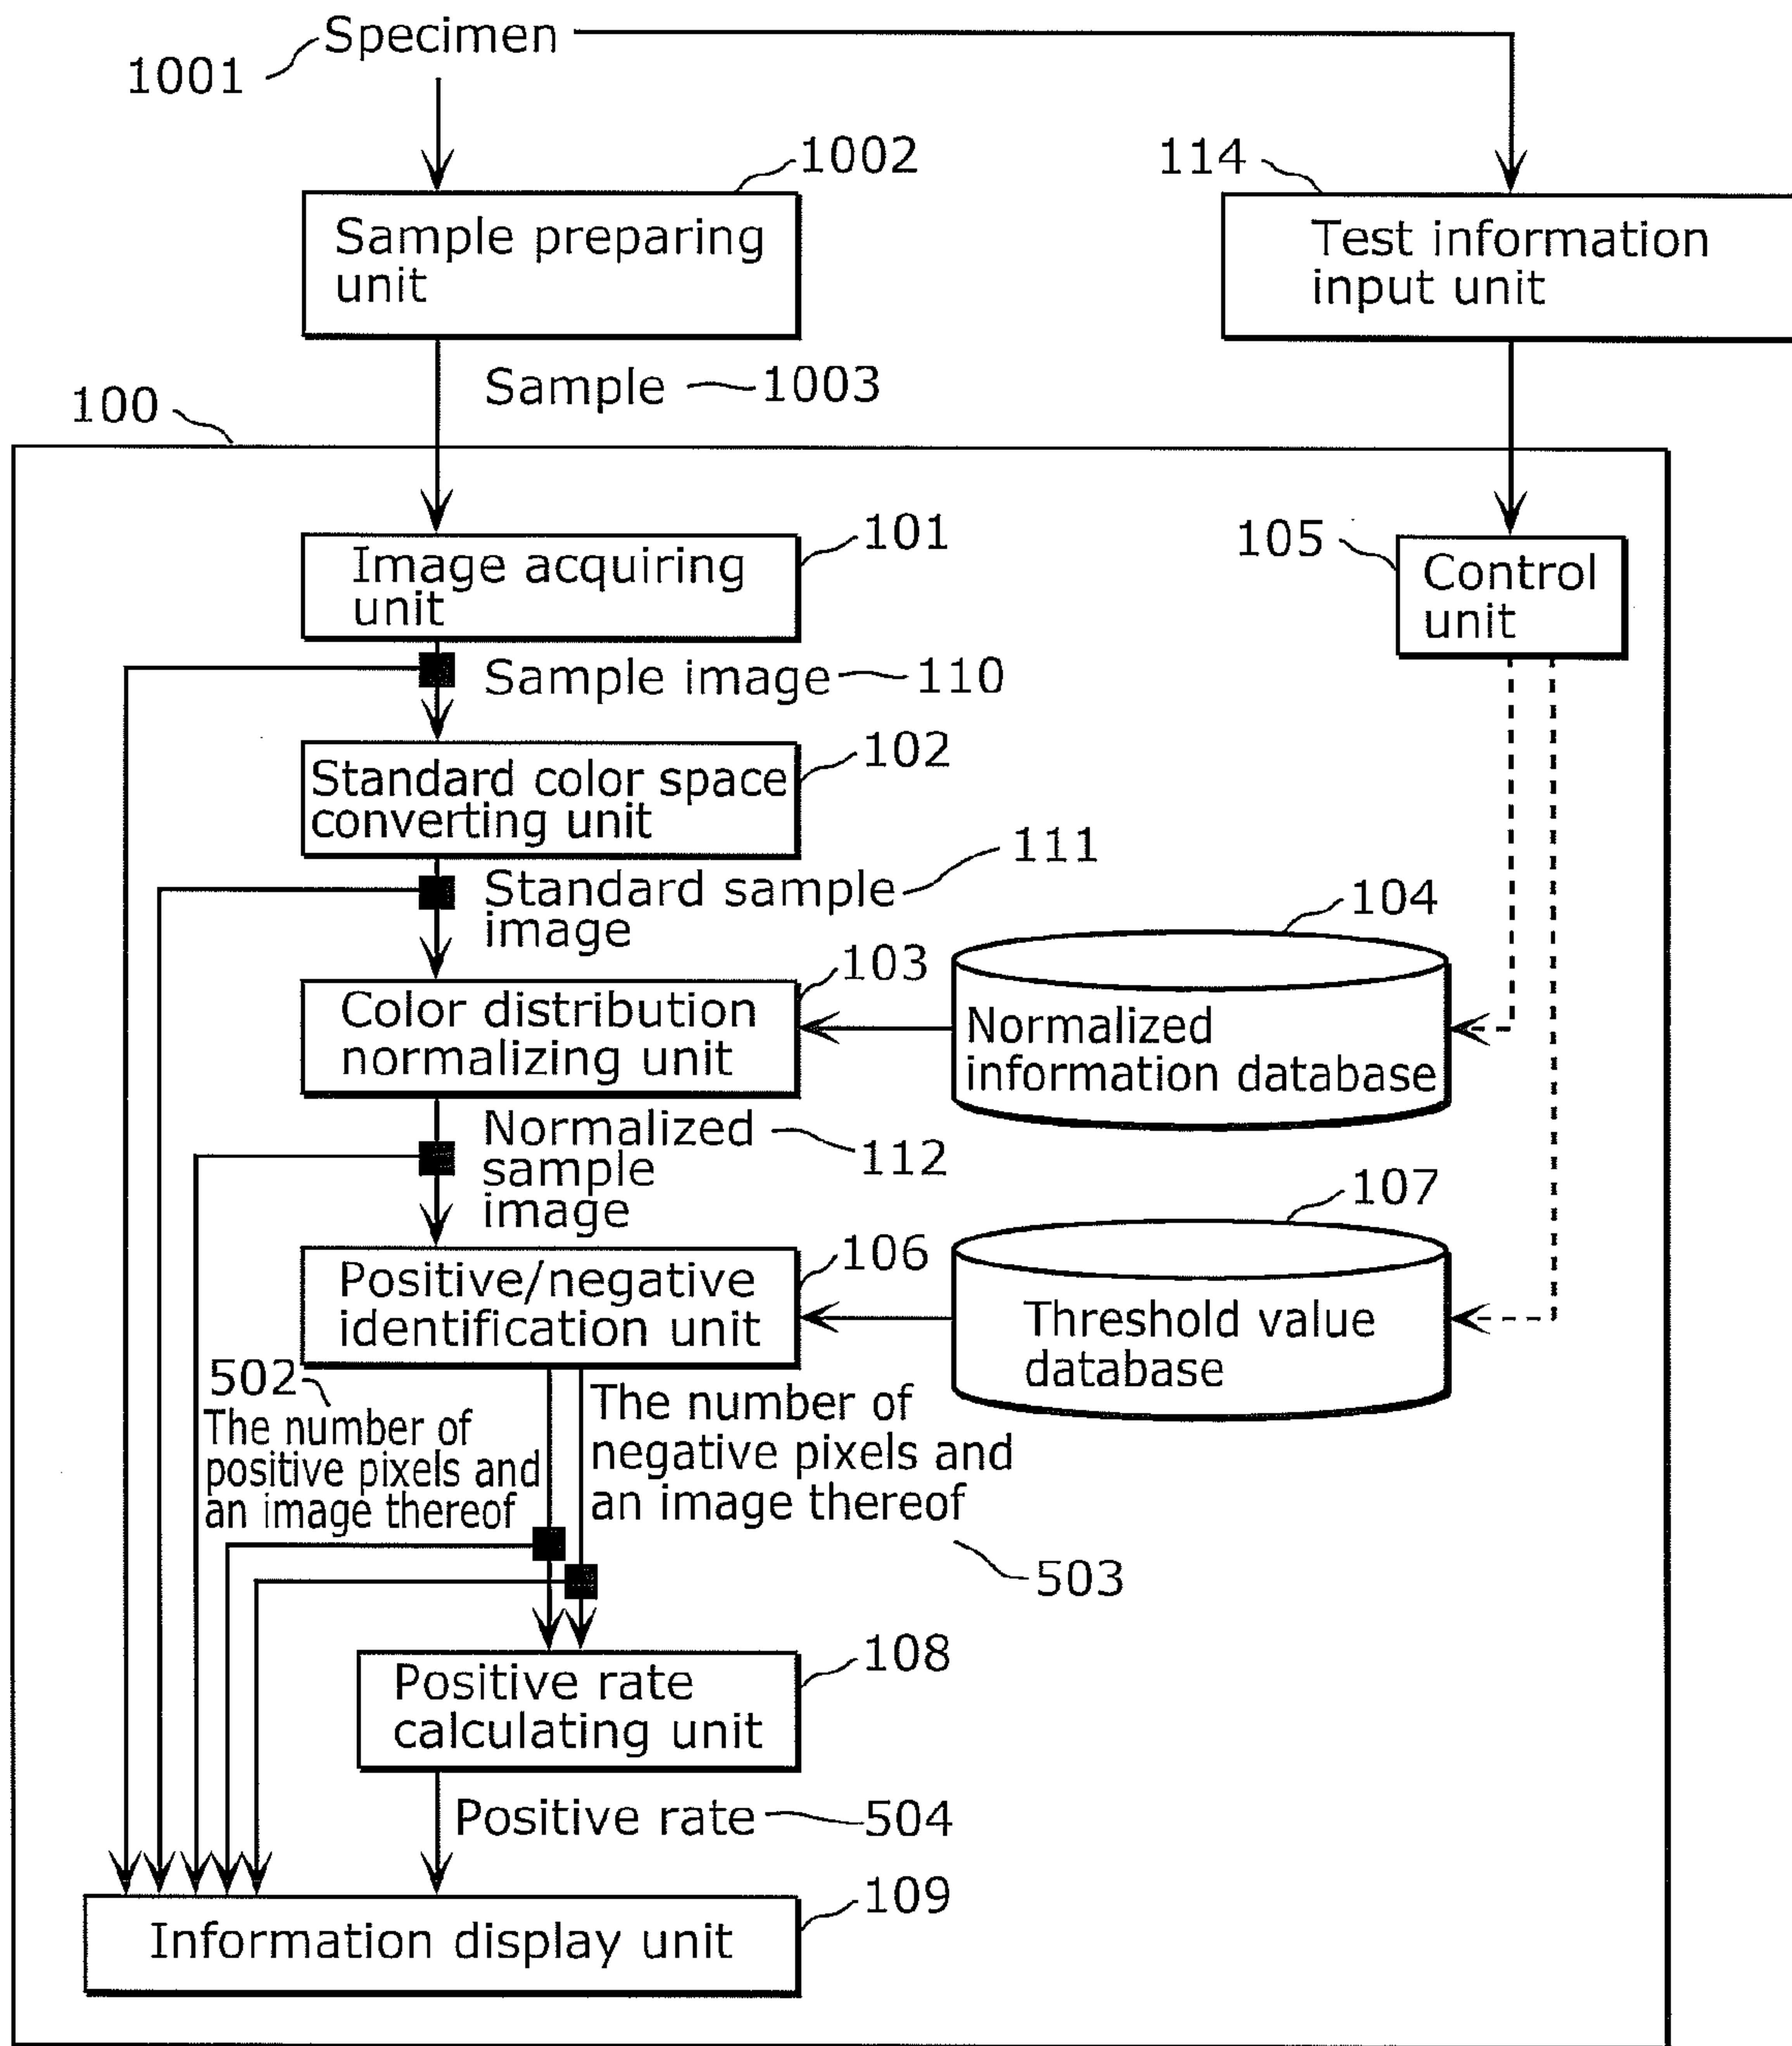 Specimen
1001
1002
114
Sample preparing
unit
Test information
input unit
Sample
1003
100
101
105
Image acquiring
unit
Control
unit
Sample image
110
102
Standard color space
converting unit
111
Standard sample
image
104
103
Color distribution
normalizing unit
Normalized
information database
Normalized
sample
image
112
107
106
Positive/negative
identification unit
Threshold value
database
502
The number of
positive pixels and
an image thereof
The number of
negative pixels and
an image thereof
503
108
Positive rate
calculating unit
Positive rate
504
109
Information display unit